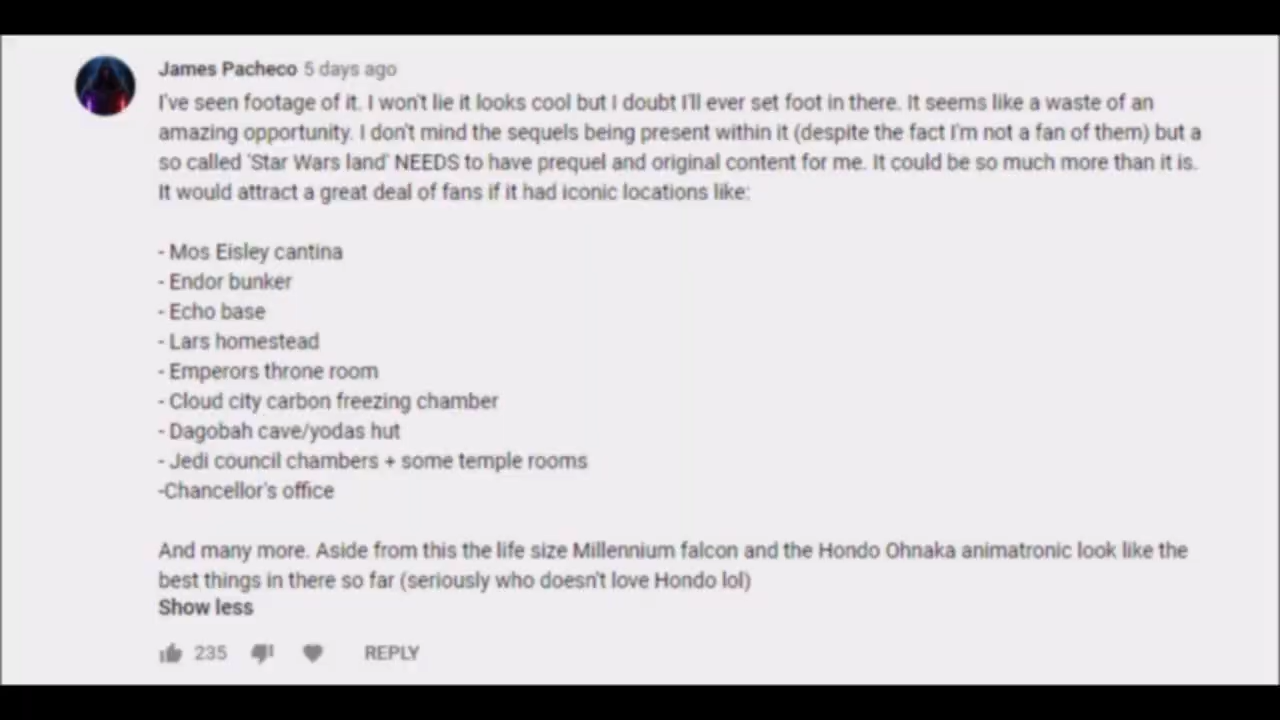 James Pacheco 5 days ago
I've seen footage of it. I won't lie it looks cool but I doubt I'll ever set foot in there. It seems like a waste of an
amazing opportunity. I don't mind the sequels being present within it (despite the fact I'm not a fan of them) but a
so called 'Star Wars land' NEEDS to have prequel and original content for me. It could be so much more than it is.
It would attract a great deal of fans if it had iconic locations like:
- Mos Eisley cantina
- Endor bunker
- Echo base
- Lars homestead
- Emperors throne room
- Cloud city carbon freezing chamber
- Dagobah cave/yodas hut
- Jedi council chambers + some temple rooms
-Chancellor's office
And many more. Aside from this the life size Millennium falcon and the Hondo Ohnaka animatronic look like the
best things in there so far (seriously who doesn't love Hondo lol)
Show less
235 REPLY